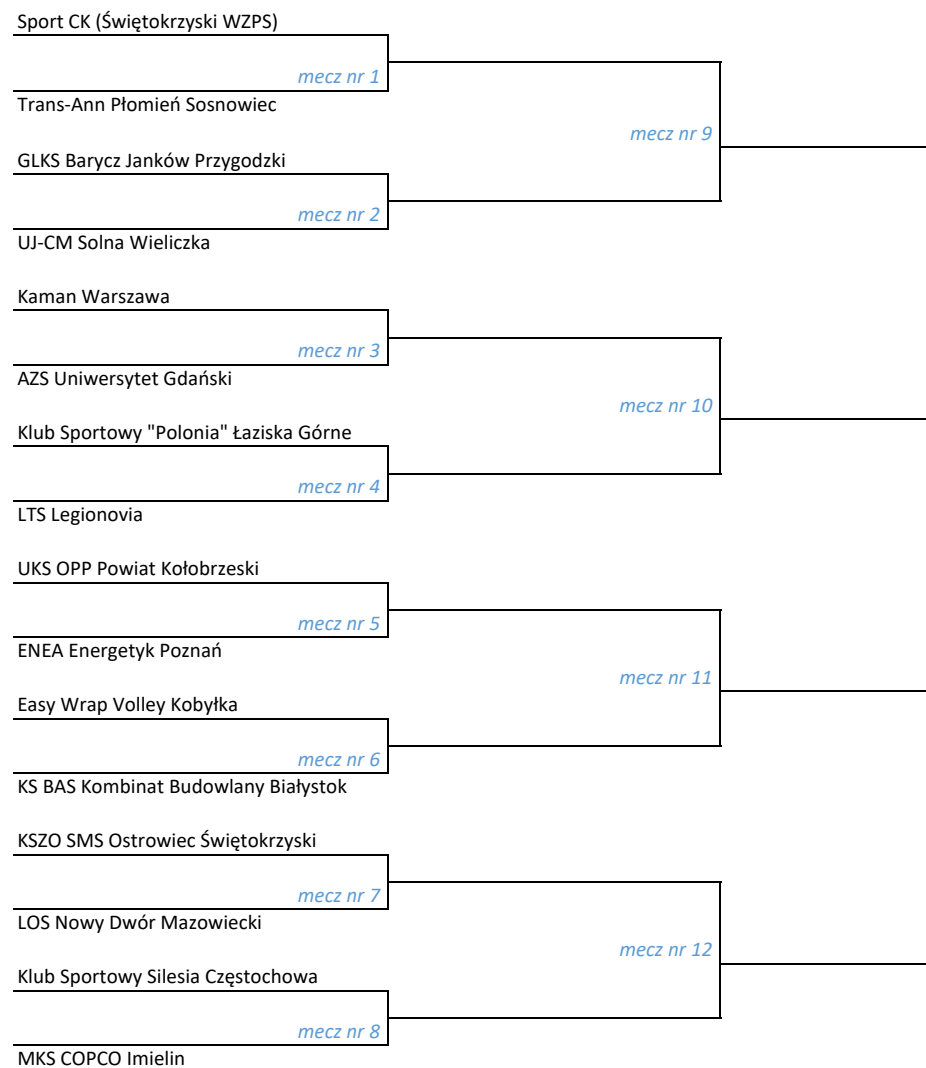 Sport CK (Świętokrzyski WZPS)
mecz nr 1
Trans-Ann Płomień Sosnowiec
mecz nr 9
GLKS Barycz Janków Przygodzki
mecz nr 2
UJ-CM Solna Wieliczka
Kaman Warszawa
mecz nr 3
AZS Uniwersytet Gdański
mecz nr 10
Klub Sportowy "Polonia" Łaziska Górne
mecz nr 4
LTS Legionovia
UKS OPP Powiat Kołobrzeski
mecz nr 5
ENEA Energetyk Poznań
mecz nr 11
Easy Wrap Volley Kobyłka
mecz nr 6
KS BAS Kombinat Budowlany Białystok
KSZO SMS Ostrowiec Świętokrzyski
mecz nr 7
LOS Nowy Dwór Mazowiecki
mecz nr 12
Klub Sportowy Silesia Częstochowa
mecz nr 8
MKS COPCO Imielin